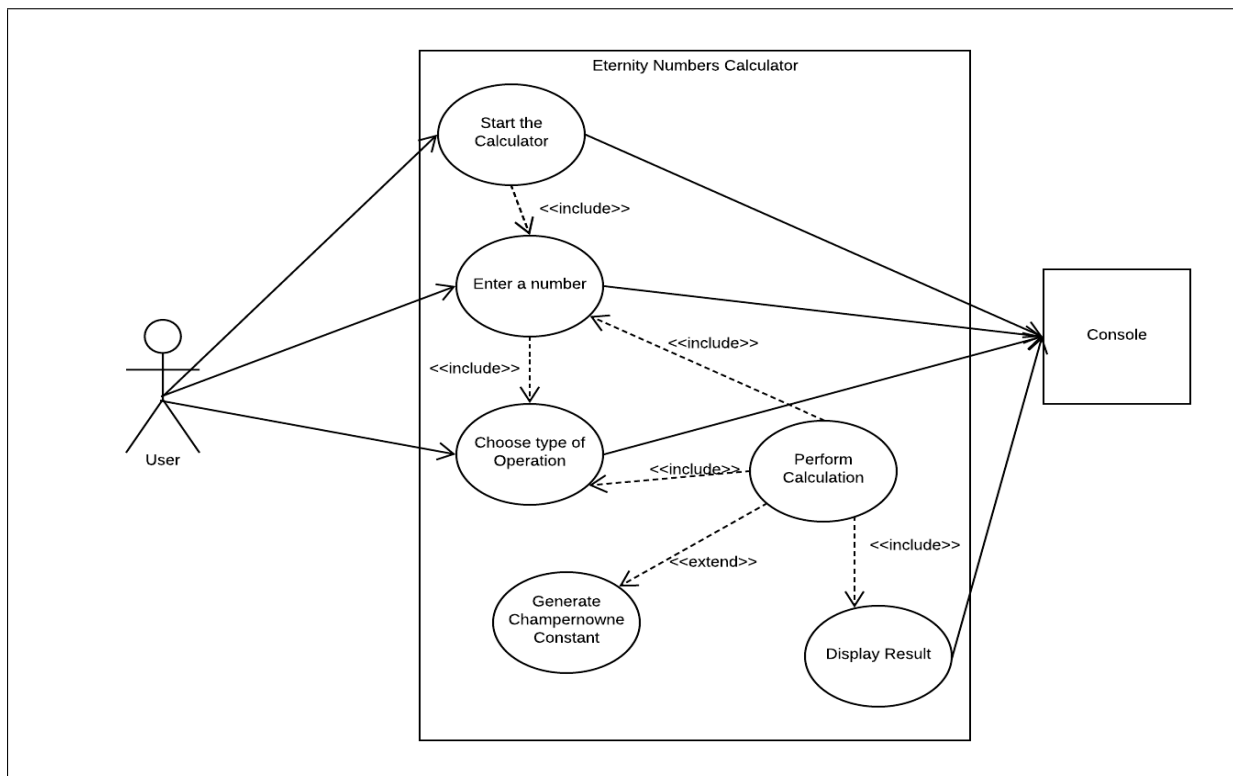 Eternity Numbers Calculator
Start the
Calculator
<<include>>
Enter a number
Console
<<include>>
<<include>>
User
Choose type of
Operation
<<include>>
Perform
Calculation
<<include>>
<<extend>>
Generate
Champernowne
Constant
Display Result